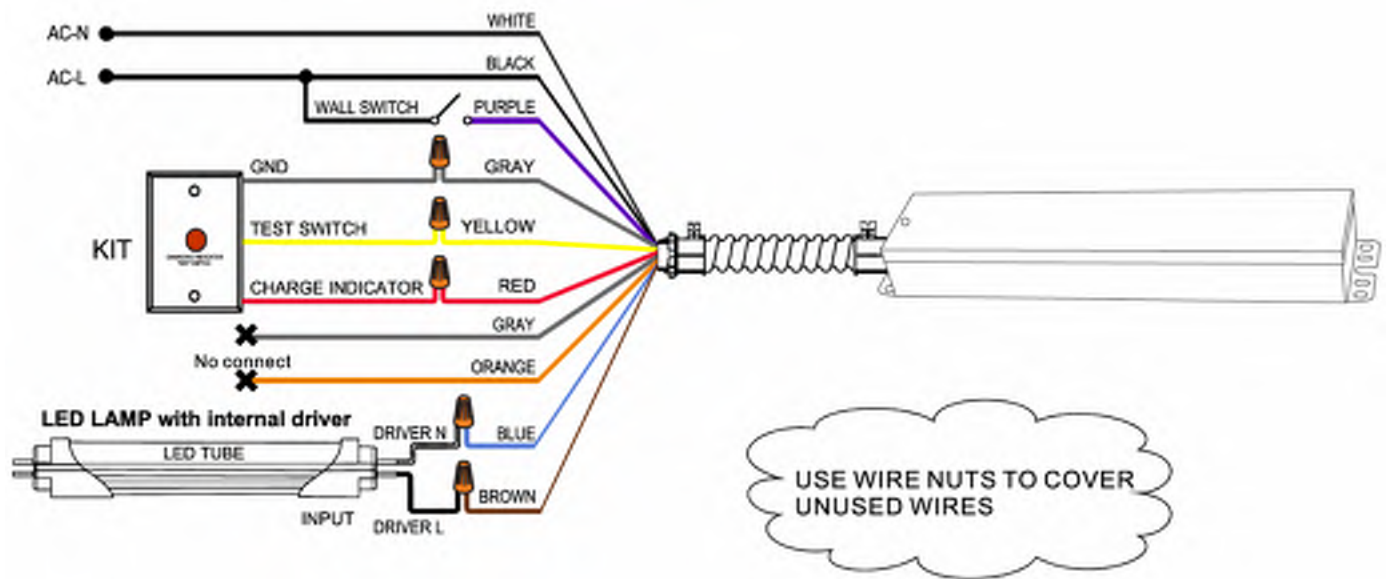 WHITE
AC-N
BLACK
AC-L
WALL SWITCH PURPLE
GND GRAY
TEST SWITCH YELLOW
KIT
CHARGE INDICATOR RED
GRAY
No connect
ORANGE
LED LAMP with internal driver
DRIVER N BLUE
LED TUBE
BROWN
INPUT
DRIVER L
USE WIRE NUTS TO COVER
UNUSED WIRES